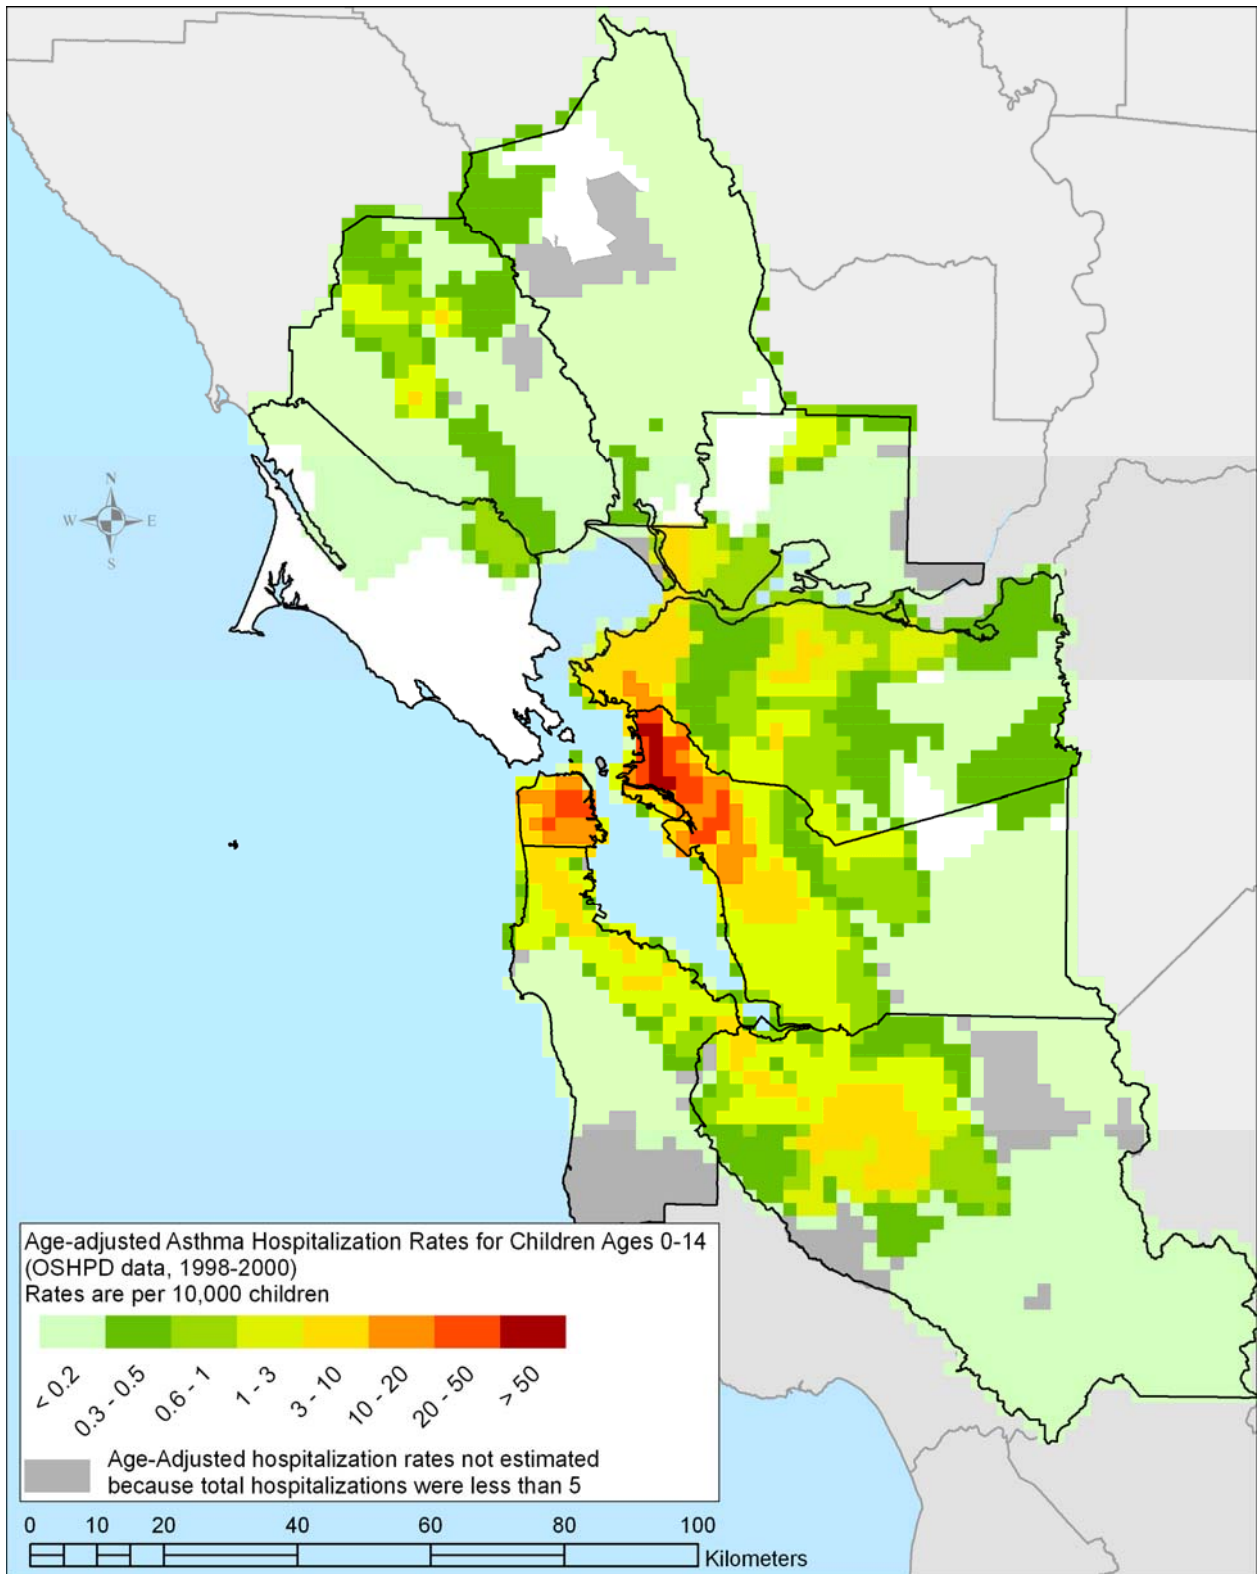 N
W E
S
Age-adjusted Asthma Hospitalization Rates for Children Ages 0-14
(OSHPD data, 1998-2000)
Rates are per 10,000 children
< 0.2
0.3 - 0.5
0.6 - 1
1 - 3
3 - 10
10 - 20
20 - 50
> 50
Age-Adjusted hospitalization rates not estimated
because total hospitalizations were less than 5
0 10 20 40 60 80 100
Kilometers